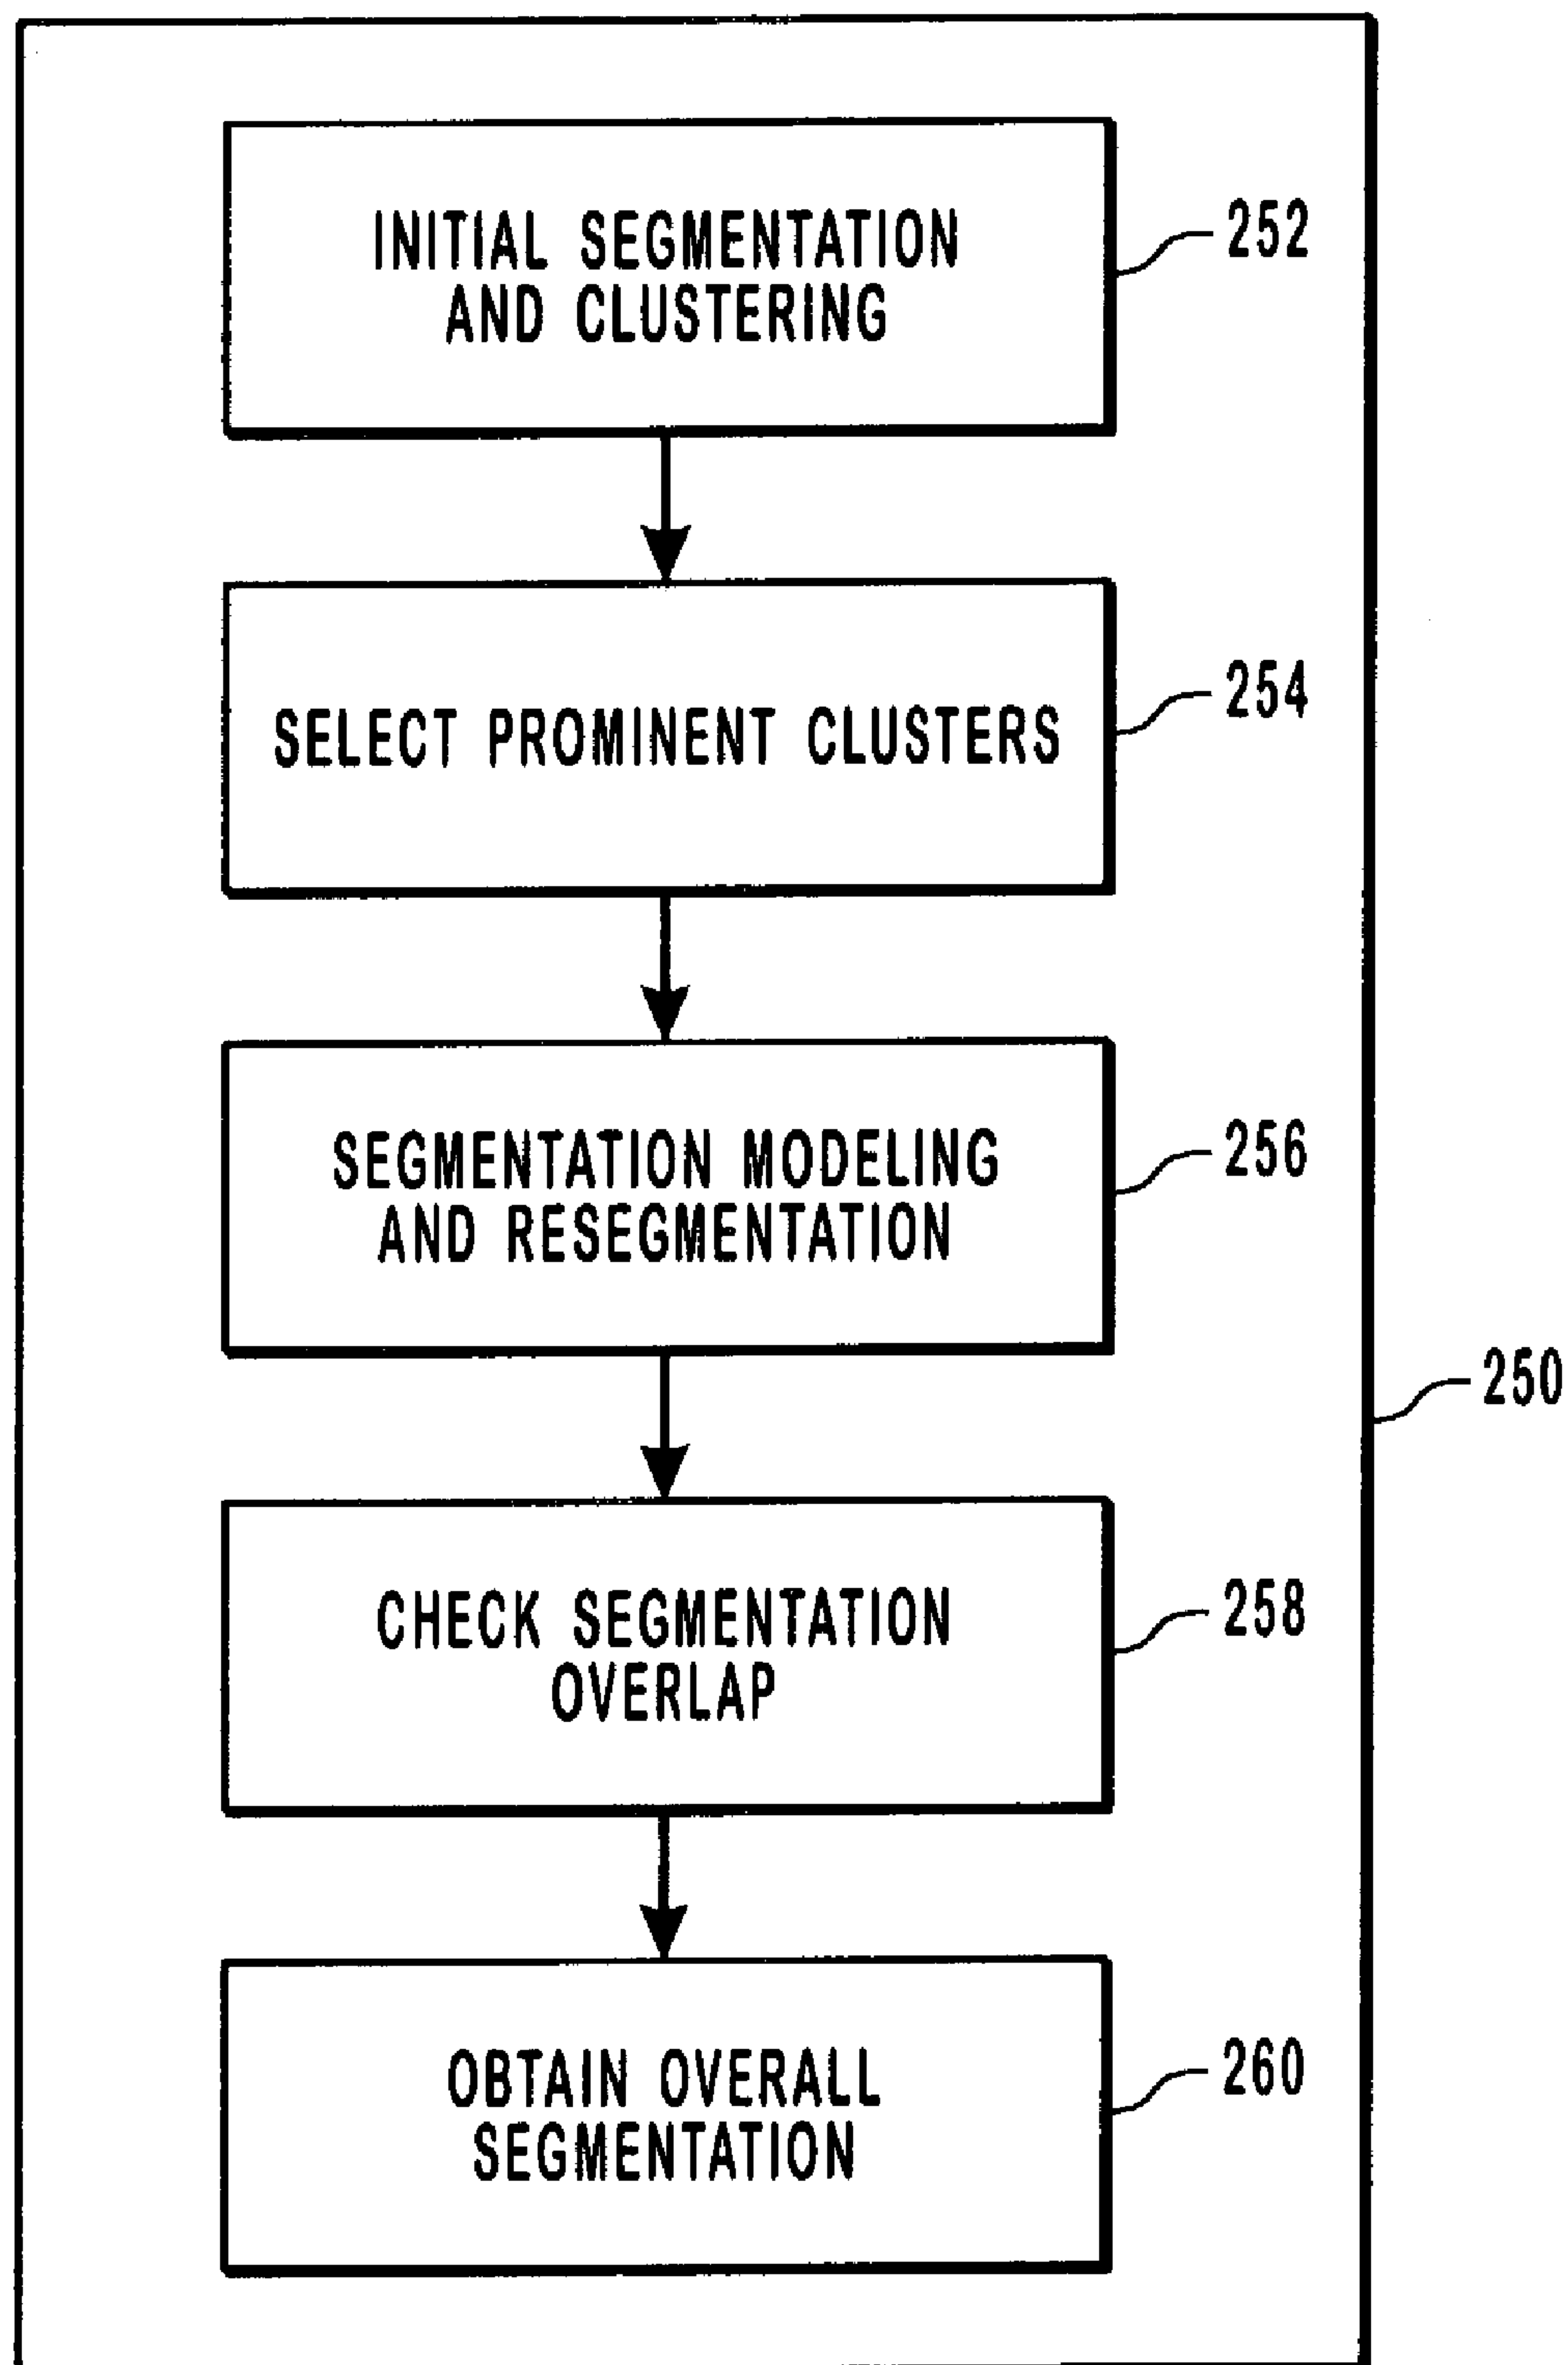 INITIAL SEGMENTATION
AND CLUSTERING
252
SELECT PROMINENT CLUSTERS
254
SEGMENTATION MODELING
AND RESEGMENTATION
256
250
CHECK SEGMENTATION
OVERLAP
258
OBTAIN OVERALL
SEGMENTATION
260